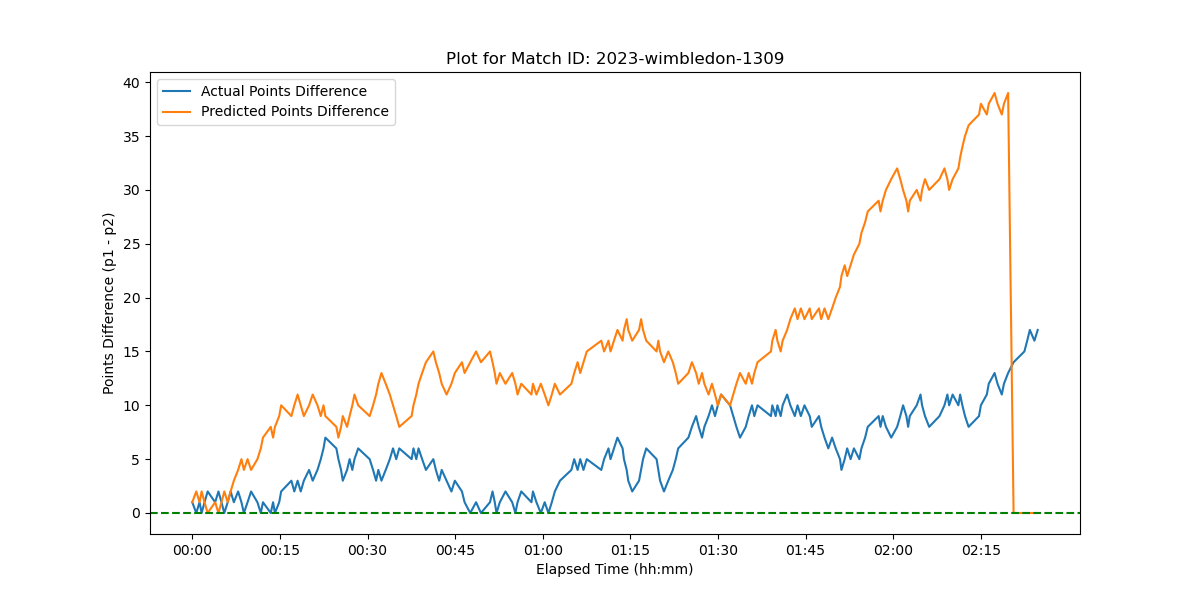 Plot for Match ID: 2023-wimbledon-1309
Actual Points Difference
Predicted Points Difference
Points Difference (p1 - p2)
40
35
30
25
20
15
10
5
0
00:00 00:15 00:30 00:45 01:00 01:15 01:30 01:45 02:00 02:15
Elapsed Time (hh:mm)